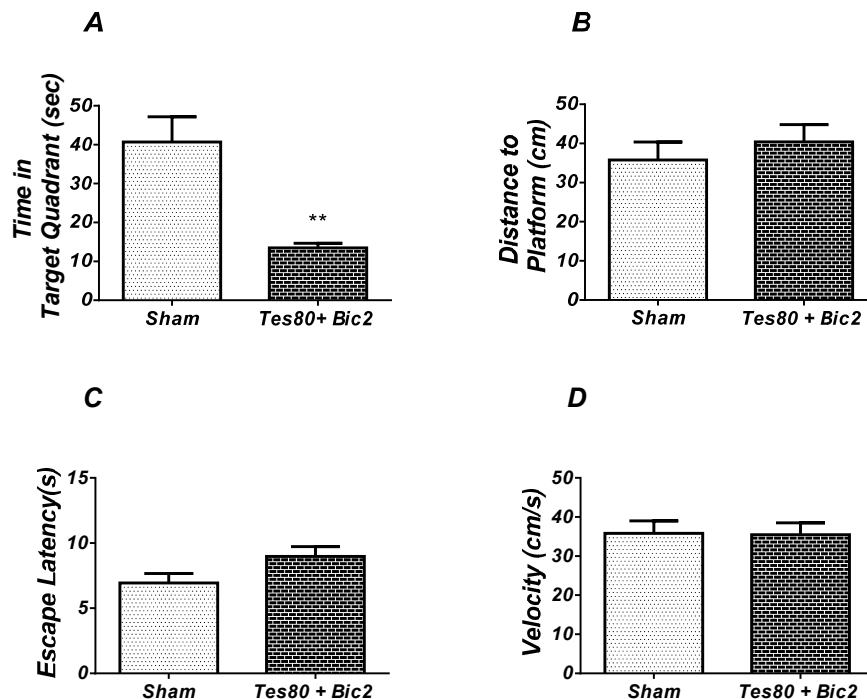 A
Time in
Target Quadrant (sec)
50
40
30
20
10
0
**
Sham
Tes80+ Bic2
B
Distance to
Platform (cm)
50
40
30
20
10
0
Sham
Tes80 + Bic2
C
Escape Latency(s)
15
10
5
0
Sham
Tes80 + Bic2
D
Velocity (cm/s)
50
40
30
20
10
0
Sham
Tes80 + Bic2